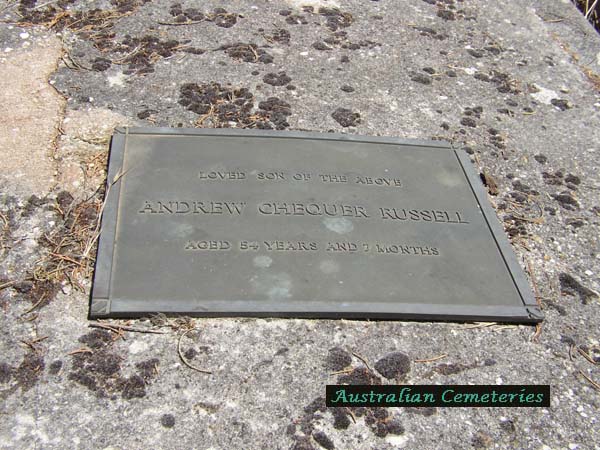 LOVED SON OF THE ABOVE
ANDREW CHEQUER RUSSELL
AGED 54 YEARS AND 7 MONTHS
Australian Cemeteries